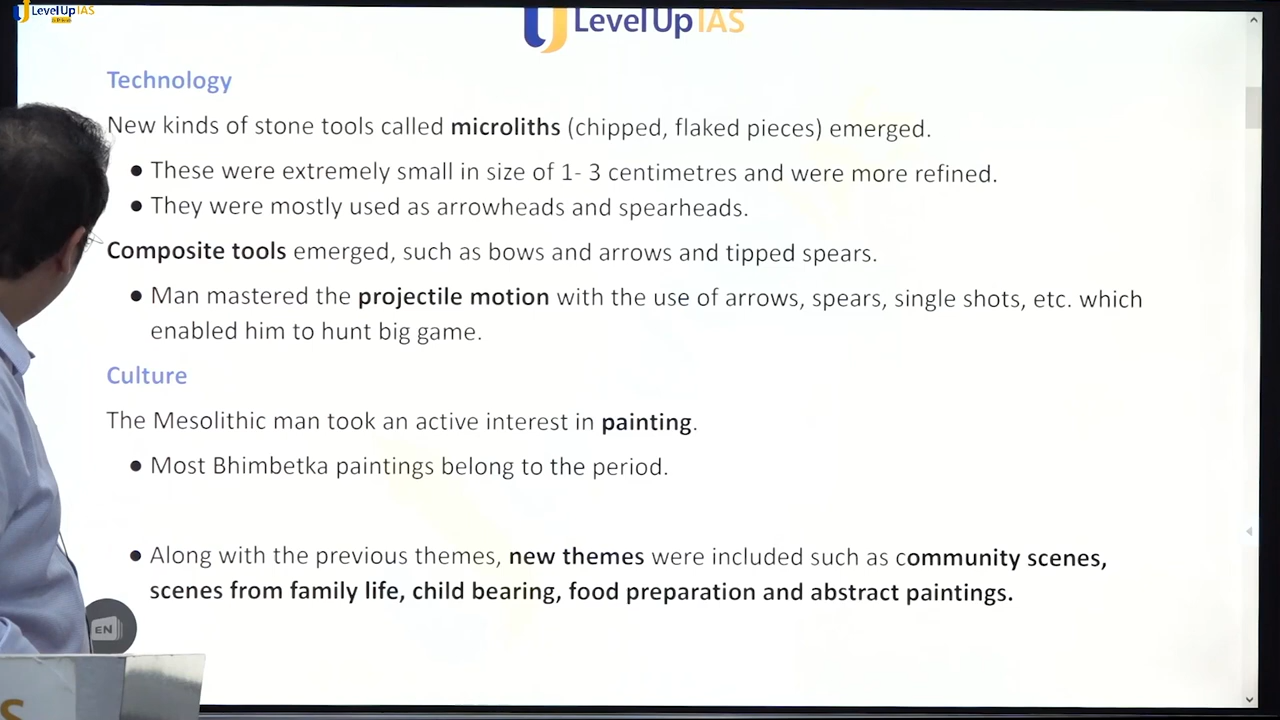 LevelUp IAS
LevelUp IAS
Technology
New kinds of stone tools called microliths (chipped, flaked pieces) emerged.
● These were extremely small in size of 1- 3 centimetres and were more refined.
● They were mostly used as arrowheads and spearheads.
Composite tools emerged, such as bows and arrows and tipped spears.
● Man mastered the projectile motion with the use of arrows, spears, single shots, etc. which
enabled him to hunt big game.
Culture
The Mesolithic man took an active interest in painting.
● Most Bhimbetka paintings belong to the period.
● Along with the previous themes, new themes were included such as community scenes,
scenes from family life, child bearing, food preparation and abstract paintings.
EN
S